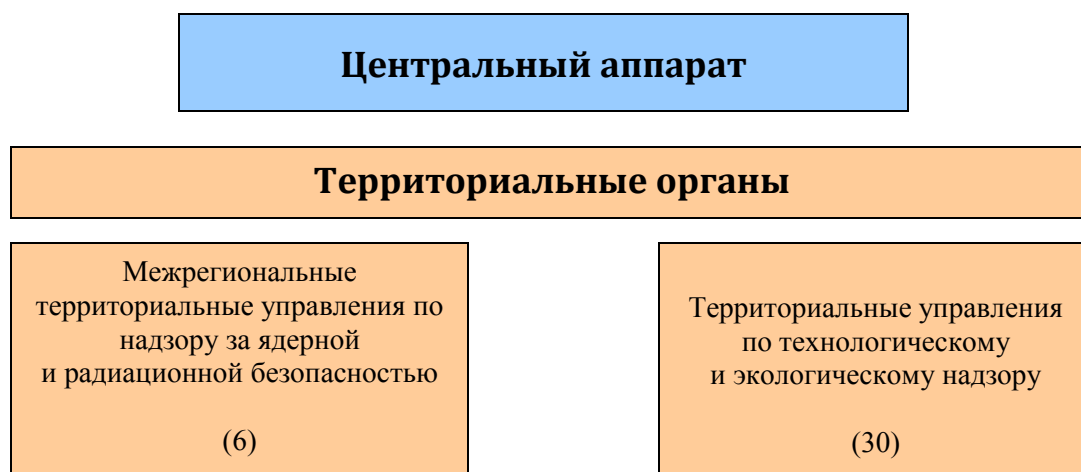 Центральный аппарат
Территориальные органы
Межрегиональные
территориальные управления по
надзору за ядерной
и радиационной безопасностью
(6)
Территориальные управления
по технологическому
и экологическому надзору
(30)